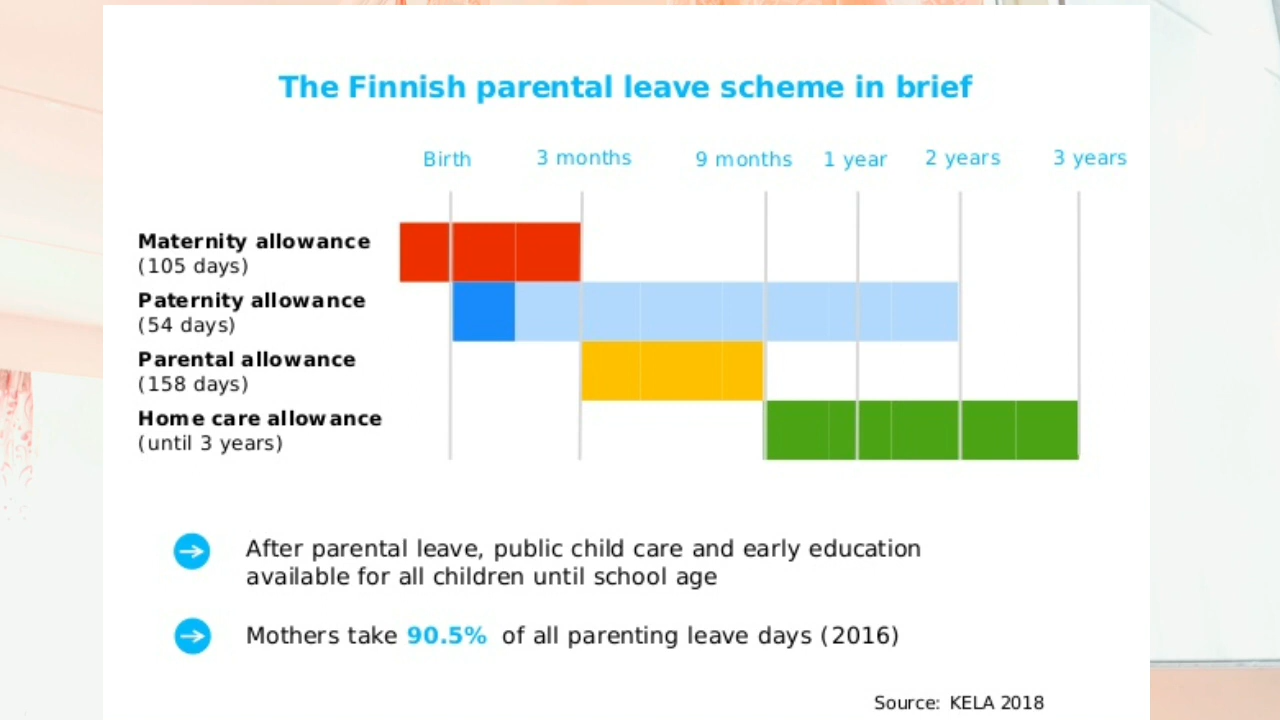 The Finnish parental leave scheme in brief
Birth 3 months 9 months 1 year 2 years 3 years
Maternity allowance
(105 days)
Paternity allowance
(54 days)
Parental allowance
(158 days)
Home care allowance
(until 3 years)
After parental leave, public child care and early education
available for all children until school age
Mothers take 90.5% of all parenting leave days (2016)
Source: KELA 2018